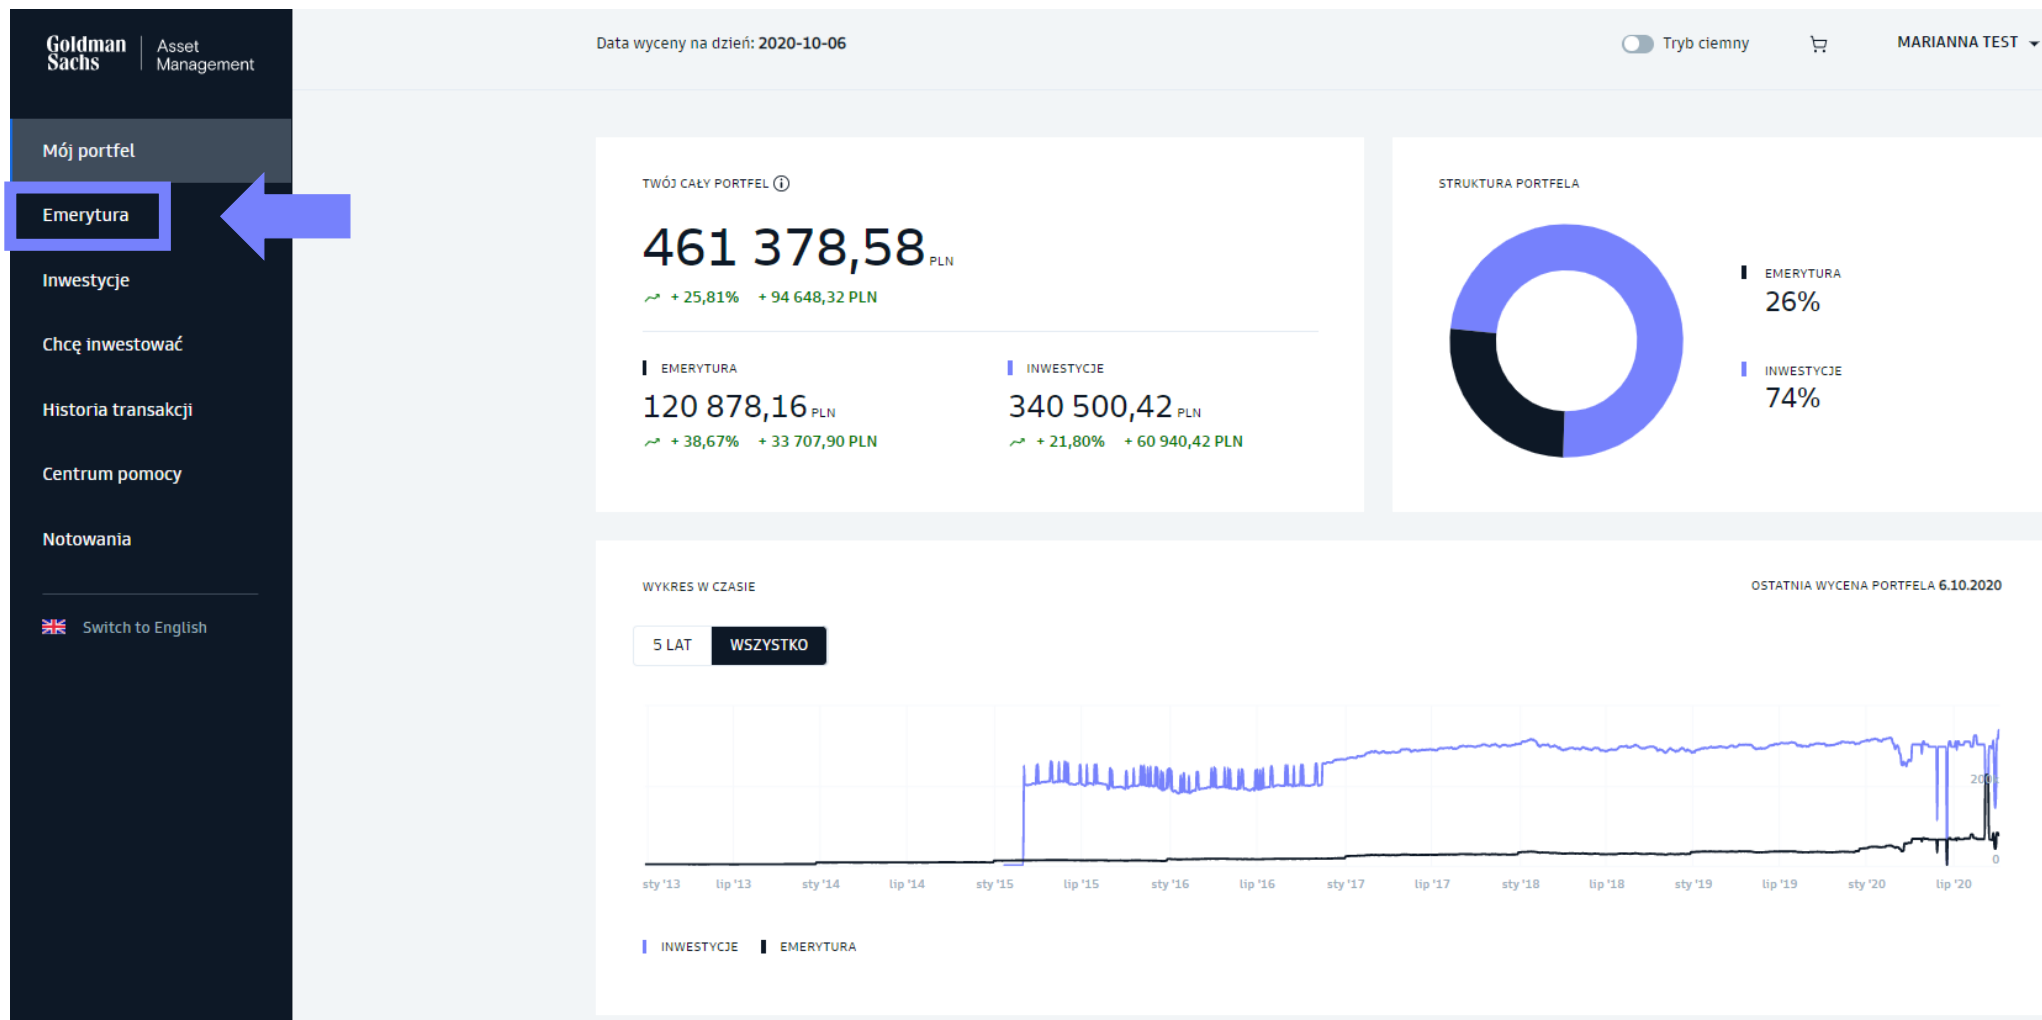 Goldman Sachs | Asset Management
Data wyceny na dzień: 2020-10-06
Tryb ciemny
MARIANNA TEST
Mój portfel
Emerytura
Inwestycje
Chcę inwestować
Historia transakcji
Centrum pomocy
Notowania
Switch to English
TWÓJ CAŁY PORTFEL
461 378,58 PLN
+ 25,81% + 94 648,32 PLN
EMERYTURA
120 878,16 PLN
+ 38,67% + 33 707,90 PLN
INWESTYCJE
340 500,42 PLN
+ 21,80% + 60 940,42 PLN
STRUKTURA PORTFELA
EMERYTURA
26%
INWESTYCJE
74%
WYKRES W CZASIE
OSTATNIA WYCENA PORTFELA 6.10.2020
5 LAT WSZYSTKO
0
sty '13 lip '13 sty '14 lip '14 sty '15 lip '15 sty '16 lip '16 sty '17 lip '17 sty '18 lip '18 sty '19 lip '19 sty '20 lip '20
INWESTYCJE EMERYTURA